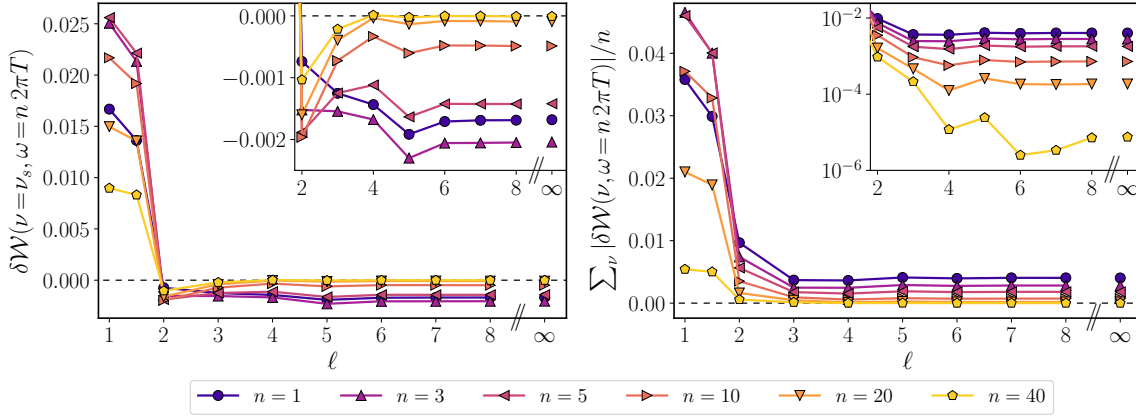 δW(ν=ν_s, ω=n 2πT)
0.025
0.020
0.015
0.010
0.005
0.000
1 2 3 4 5 6 7 8 ∞
ℓ
0.000
−0.001
−0.002
2 4 6 8 ∞
∑_ν |δW(ν, ω=n 2πT)|/n
0.04
0.03
0.02
0.01
0.00
1 2 3 4 5 6 7 8 ∞
ℓ
10^−2
10^−4
10^−6
2 4 6 8 ∞
n = 1 n = 3 n = 5 n = 10 n = 20 n = 40